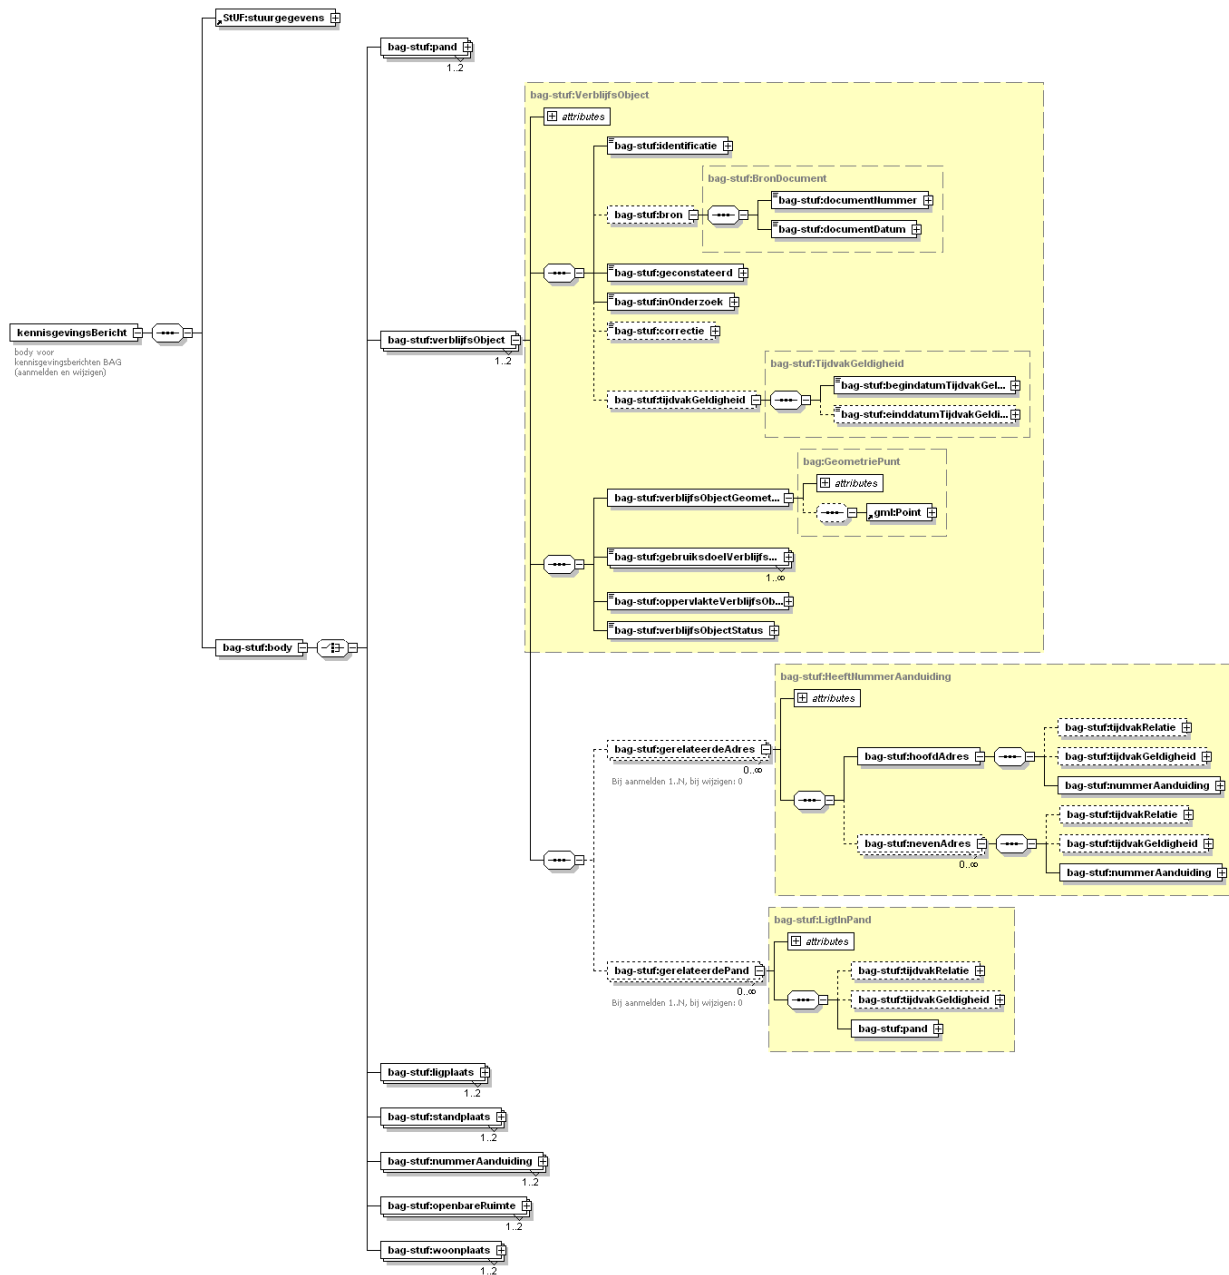 StUF:stuurgegevens
bag-stuf:pand
1..2
bag-stuf:VerblijfsObject
attributes
bag-stuf:identificatie
bag-stuf:BronDocument
bag-stuf:documentNummer
bag-stuf:bron
bag-stuf:documentDatum
bag-stuf:geconstateerd
bag-stuf:inOnderzoek
bag-stuf:correctie
kennisgevingsBericht
body voor
kennisgevingsberichten BAG
(aanmelden en wijzigen)
bag-stuf:verblijfsObject
1..2
bag-stuf:TijdvakGeldigheid
bag-stuf:begindatumTijdvakGel...
bag-stuf:tijdvakGeldigheid
bag-stuf:einddatumTijdvakGeldi...
bag:GeometriePunt
attributes
bag-stuf:verblijfsObjectGeomet...
gml:Point
bag-stuf:gebruiksdoelVerblijfs...
1..∞
bag-stuf:oppervlakteVerblijfsOb...
bag-stuf:verblijfsObjectStatus
bag-stuf:body
bag-stuf:HeeftNummerAanduiding
attributes
bag-stuf:tijdvakRelatie
bag-stuf:gerelateerdeAdres
0..∞
Bij aanmelden 1..N, bij wijzigen: 0
bag-stuf:hoofdAdres
bag-stuf:tijdvakGeldigheid
bag-stuf:nummerAanduiding
bag-stuf:tijdvakRelatie
bag-stuf:nevenAdres
0..∞
bag-stuf:tijdvakGeldigheid
bag-stuf:nummerAanduiding
bag-stuf:LigtInPand
attributes
bag-stuf:gerelateerdePand
0..∞
Bij aanmelden 1..N, bij wijzigen: 0
bag-stuf:tijdvakRelatie
bag-stuf:tijdvakGeldigheid
bag-stuf:pand
bag-stuf:ligplaats
1..2
bag-stuf:standplaats
1..2
bag-stuf:nummerAanduiding
1..2
bag-stuf:openbareRuimte
1..2
bag-stuf:woonplaats
1..2